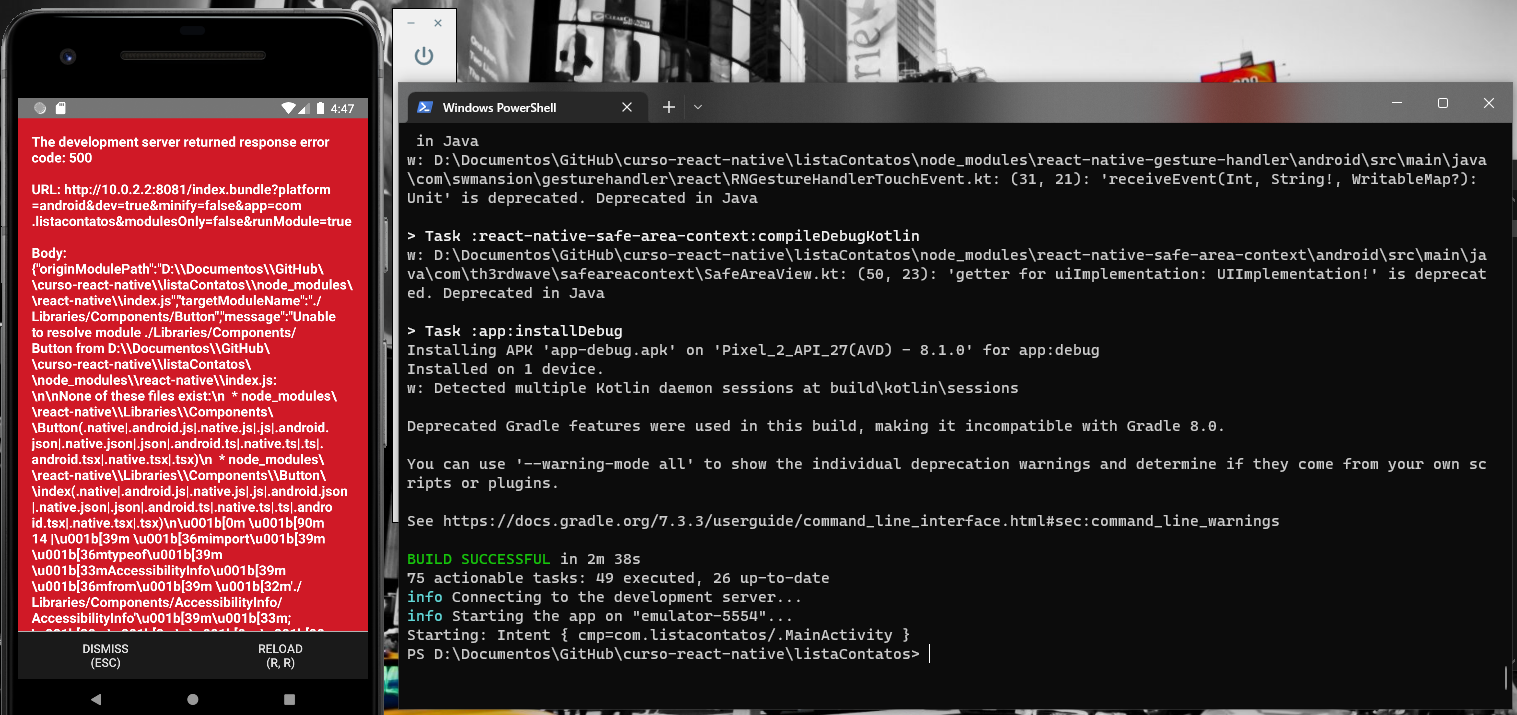 4:47
The development server returned response error
code: 500
URL: http://10.0.2.2:8081/index.bundle?platform
=android&dev=true&minify=false&app=com
.listacontatos&modulesOnly=false&runModule=true
Body:
{"originModulePath":"D:\\Documentos\\GitHub\
\curso-react-native\\listaContatos\\node_modules\
\react-native\\index.js","targetModuleName":"./
Libraries/Components/Button","message":"Unable
to resolve module ./Libraries/Components/
Button from D:\\Documentos\\GitHub\
\curso-react-native\\listaContatos\
\node_modules\\react-native\\index.js:
\n\nNone of these files exist:\n  * node_modules\
\react-native\\Libraries\\Components\
\Button(.native|.android.js|.native.js|.js|.android.
json|.native.json|.json|.android.ts|.native.ts|.ts|.
android.tsx|.native.tsx|.tsx)\n  * node_modules\
\react-native\\Libraries\\Components\\Button\
\index(.native|.android.js|.native.js|.js|.android.json
|.native.json|.json|.android.ts|.native.ts|.ts|.andro
id.tsx|.native.tsx|.tsx)\n\u001b[0m \u001b[90m
14 |\u001b[39m \u001b[36mimport\u001b[39m
\u001b[36mtypeof\u001b[39m
\u001b[33mAccessibilityInfo\u001b[39m
\u001b[36mfrom\u001b[39m \u001b[32m'./
Libraries/Components/AccessibilityInfo/
AccessibilityInfo'\u001b[39m\u001b[33m;
DISMISS
(ESC)
RELOAD
(R, R)
Windows PowerShell
in Java
w: D:\Documentos\GitHub\curso-react-native\listaContatos\node_modules\react-native-gesture-handler\android\src\main\java
\com\swmansion\gesturehandler\react\RNGestureHandlerTouchEvent.kt: (31, 21): 'receiveEvent(Int, String!, WritableMap?):
Unit' is deprecated. Deprecated in Java
> Task :react-native-safe-area-context:compileDebugKotlin
w: D:\Documentos\GitHub\curso-react-native\listaContatos\node_modules\react-native-safe-area-context\android\src\main\ja
va\com\th3rdwave\safeareacontext\SafeAreaView.kt: (50, 23): 'getter for uiImplementation: UIImplementation!' is deprecat
ed. Deprecated in Java
> Task :app:installDebug
Installing APK 'app-debug.apk' on 'Pixel_2_API_27(AVD) - 8.1.0' for app:debug
Installed on 1 device.
w: Detected multiple Kotlin daemon sessions at build\kotlin\sessions
Deprecated Gradle features were used in this build, making it incompatible with Gradle 8.0.
You can use '--warning-mode all' to show the individual deprecation warnings and determine if they come from your own sc
ripts or plugins.
See https://docs.gradle.org/7.3.3/userguide/command_line_interface.html#sec:command_line_warnings
BUILD SUCCESSFUL in 2m 38s
75 actionable tasks: 49 executed, 26 up-to-date
info Connecting to the development server...
info Starting the app on "emulator-5554"...
Starting: Intent { cmp=com.listacontatos/.MainActivity }
PS D:\Documentos\GitHub\curso-react-native\listaContatos>